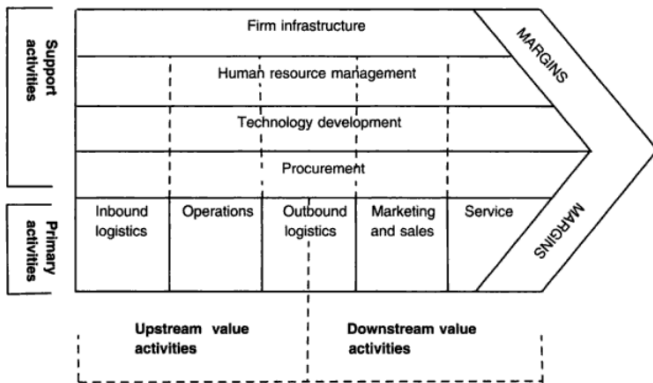 Support
activities
Firm infrastructure
Human resource management
Technology development
Procurement
MARGINS
Primary
activities
Inbound
logistics
Operations
Outbound
logistics
Marketing
and sales
Service
MARGINS
Upstream value
activities
Downstream value
activities